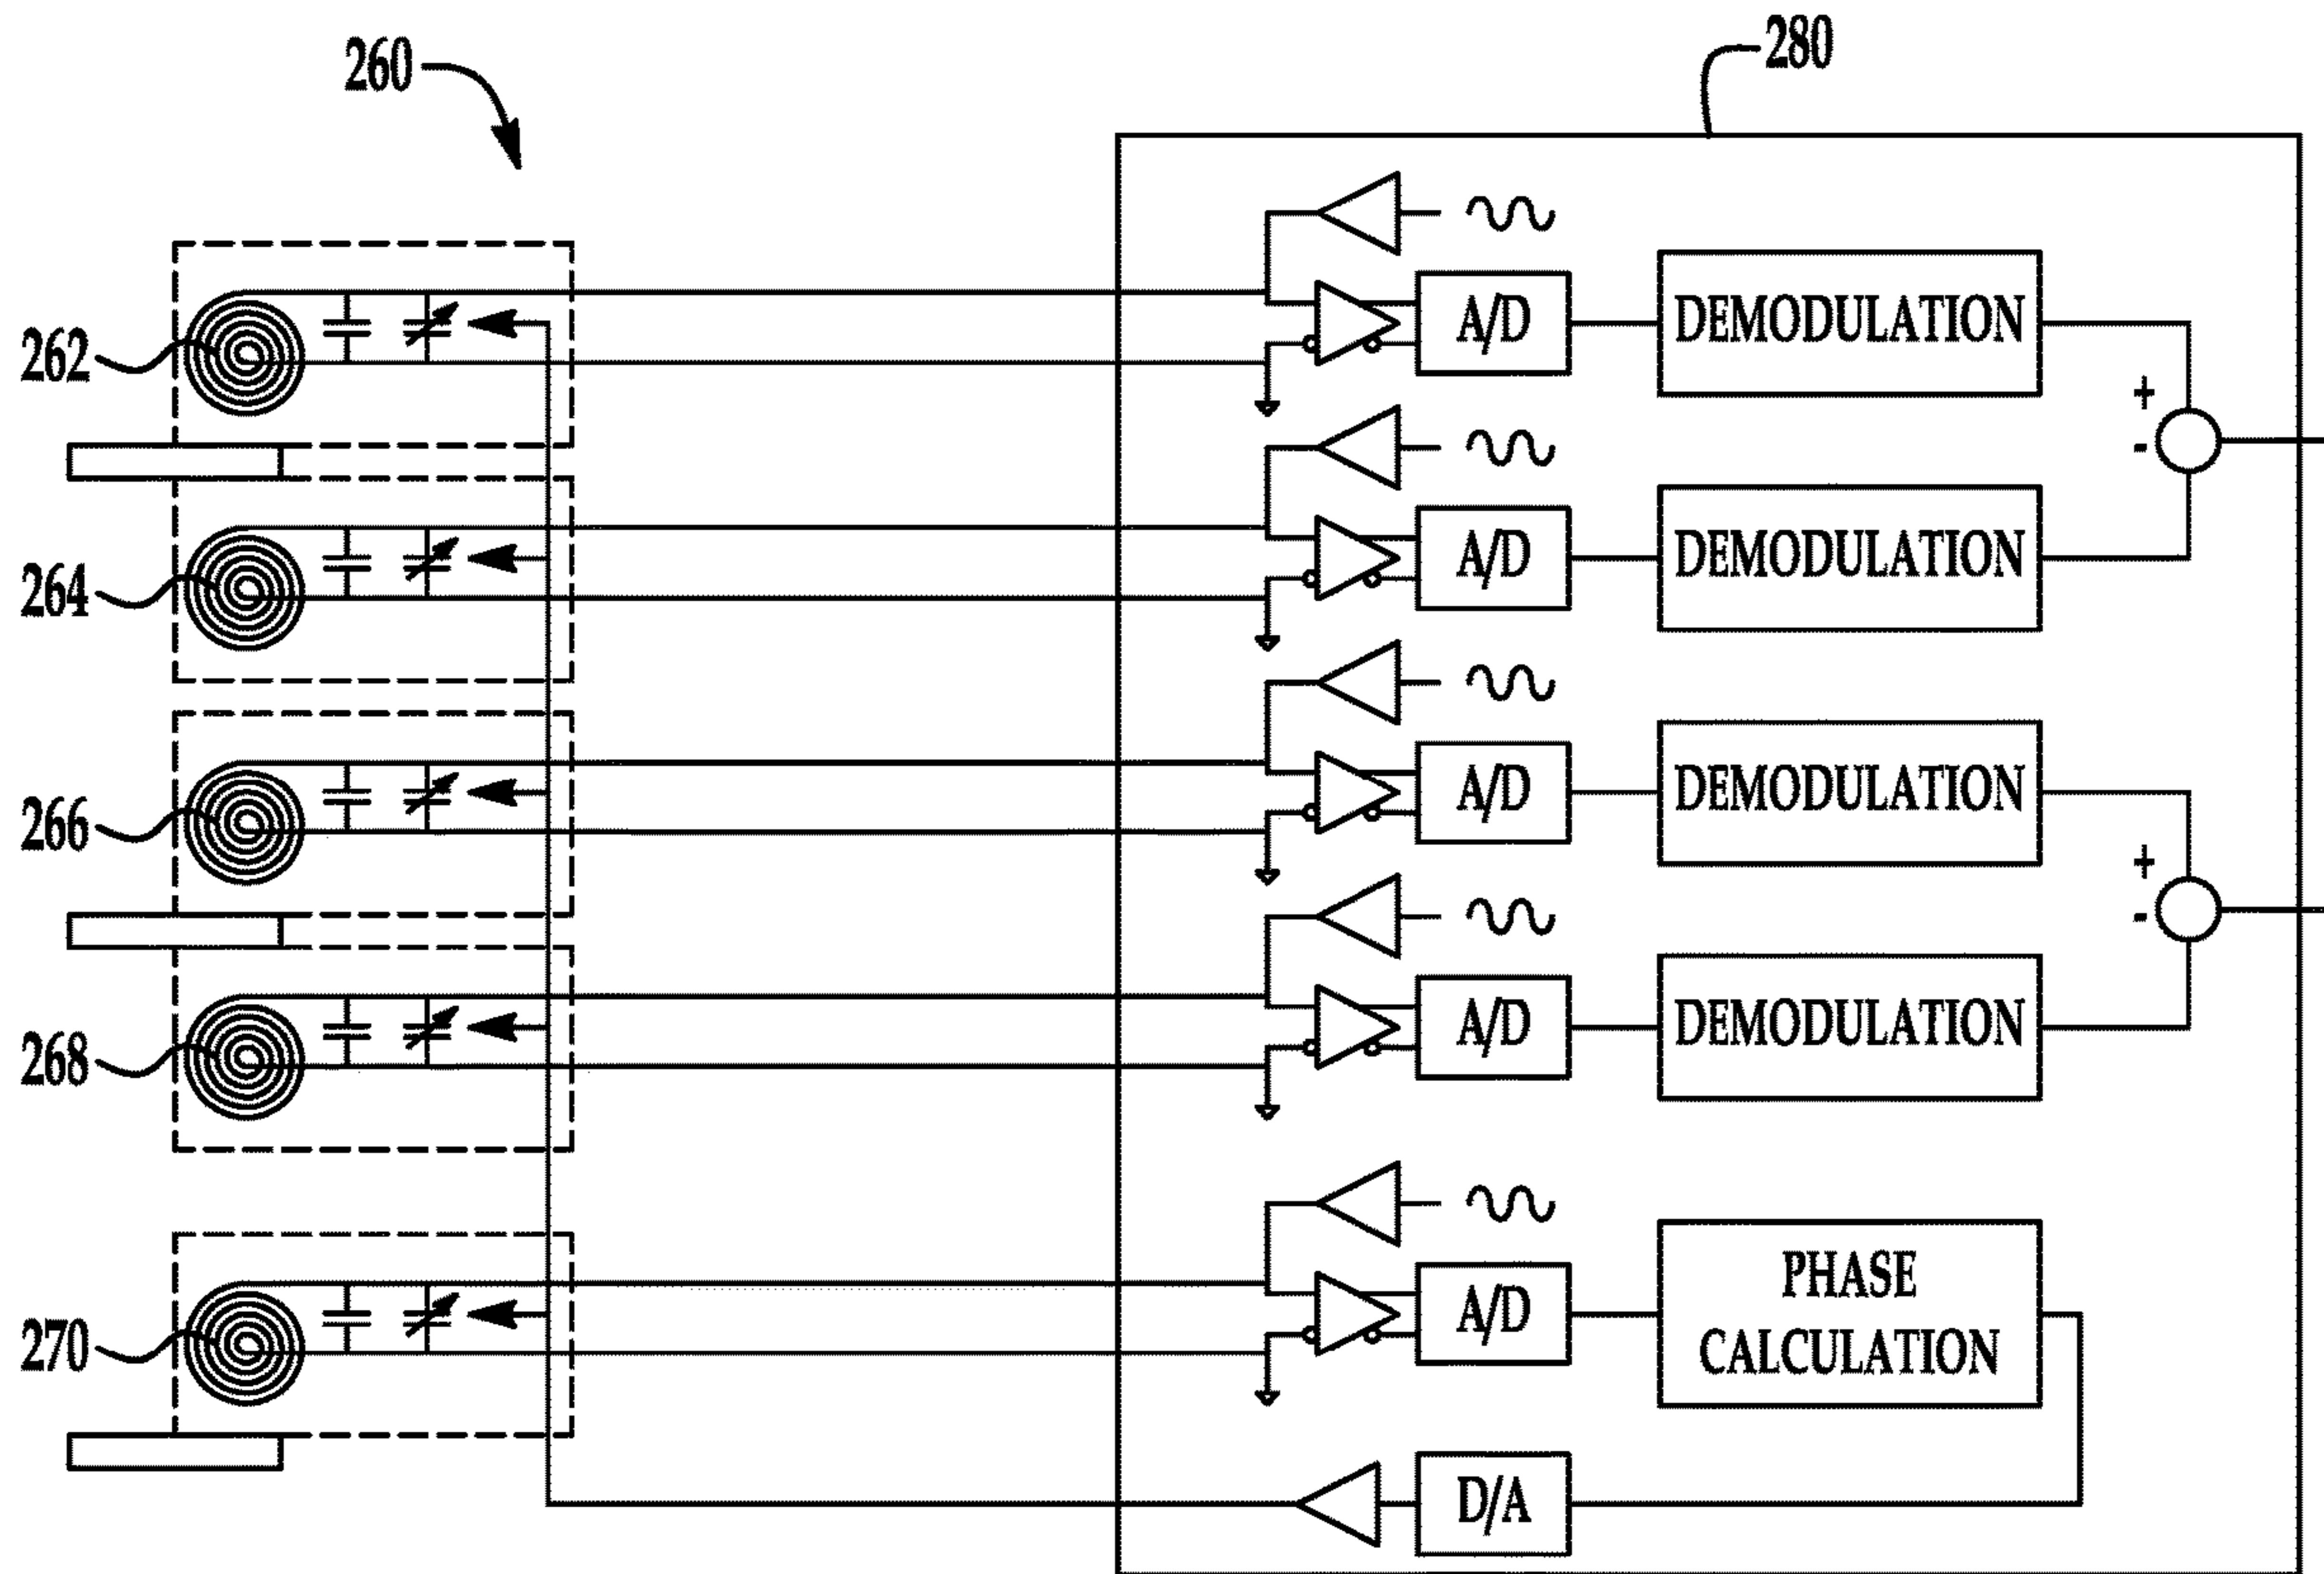 260
280
262
A/D
DEMODULATION
+
-
264
A/D
DEMODULATION
266
A/D
DEMODULATION
+
-
268
A/D
DEMODULATION
270
A/D
PHASE
CALCULATION
D/A